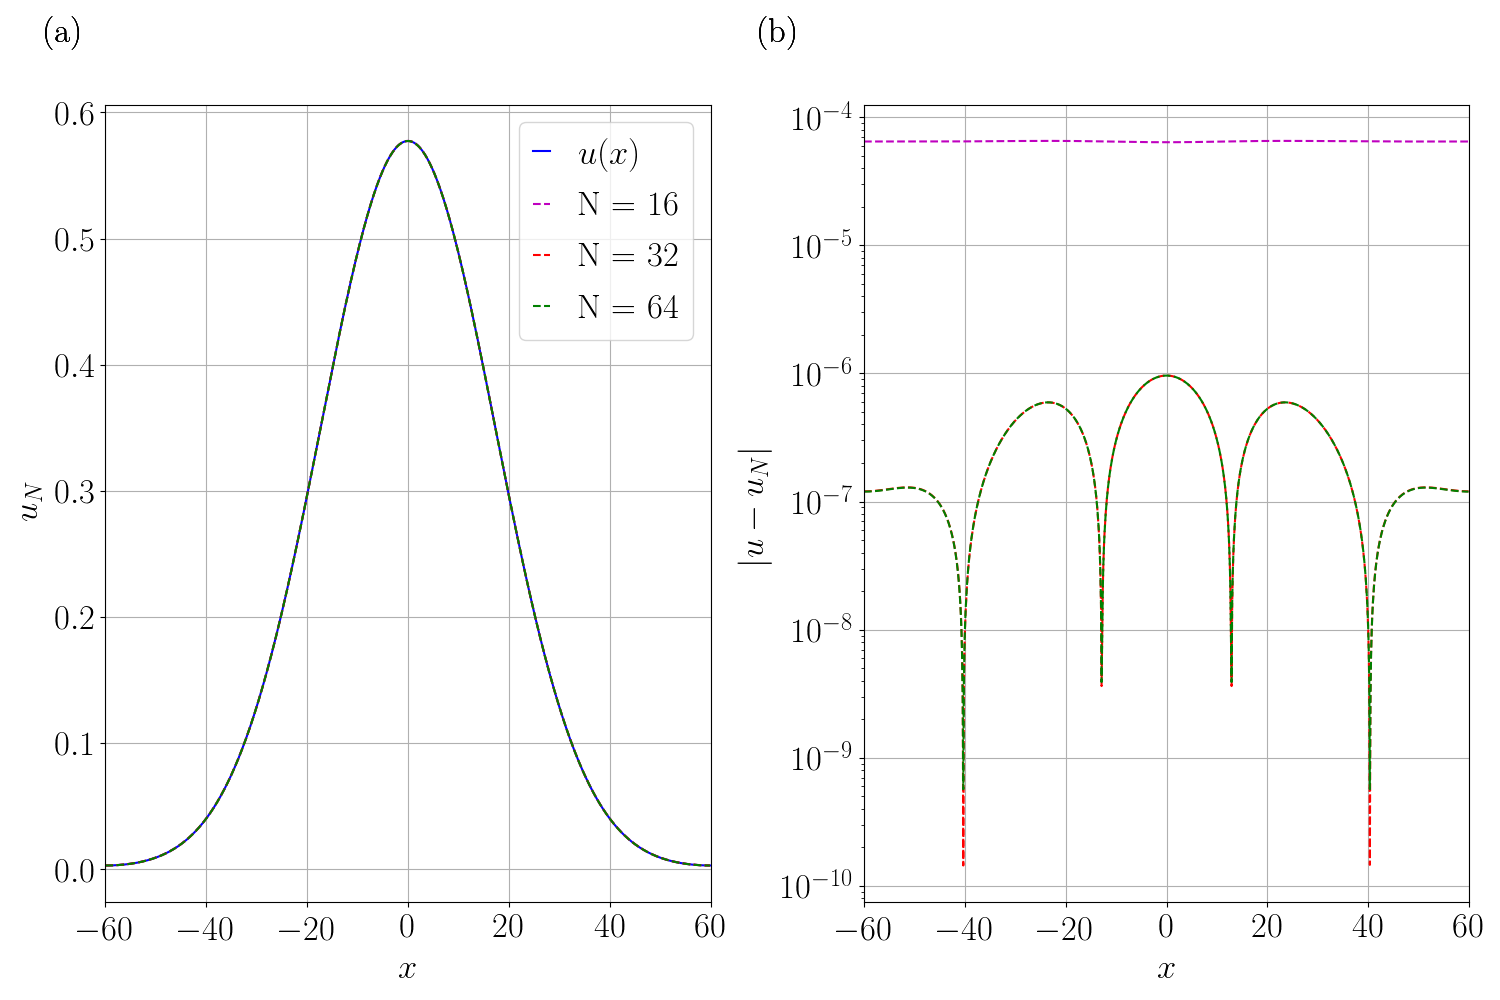 (a)
(b)
0.6
0.5
0.4
0.3
0.2
0.1
0.0
u_N
−60 −40 −20 0 20 40 60
x
u(x)
N = 16
N = 32
N = 64
10⁻⁴
10⁻⁵
10⁻⁶
10⁻⁷
10⁻⁸
10⁻⁹
10⁻¹⁰
|u − u_N|
−60 −40 −20 0 20 40 60
x